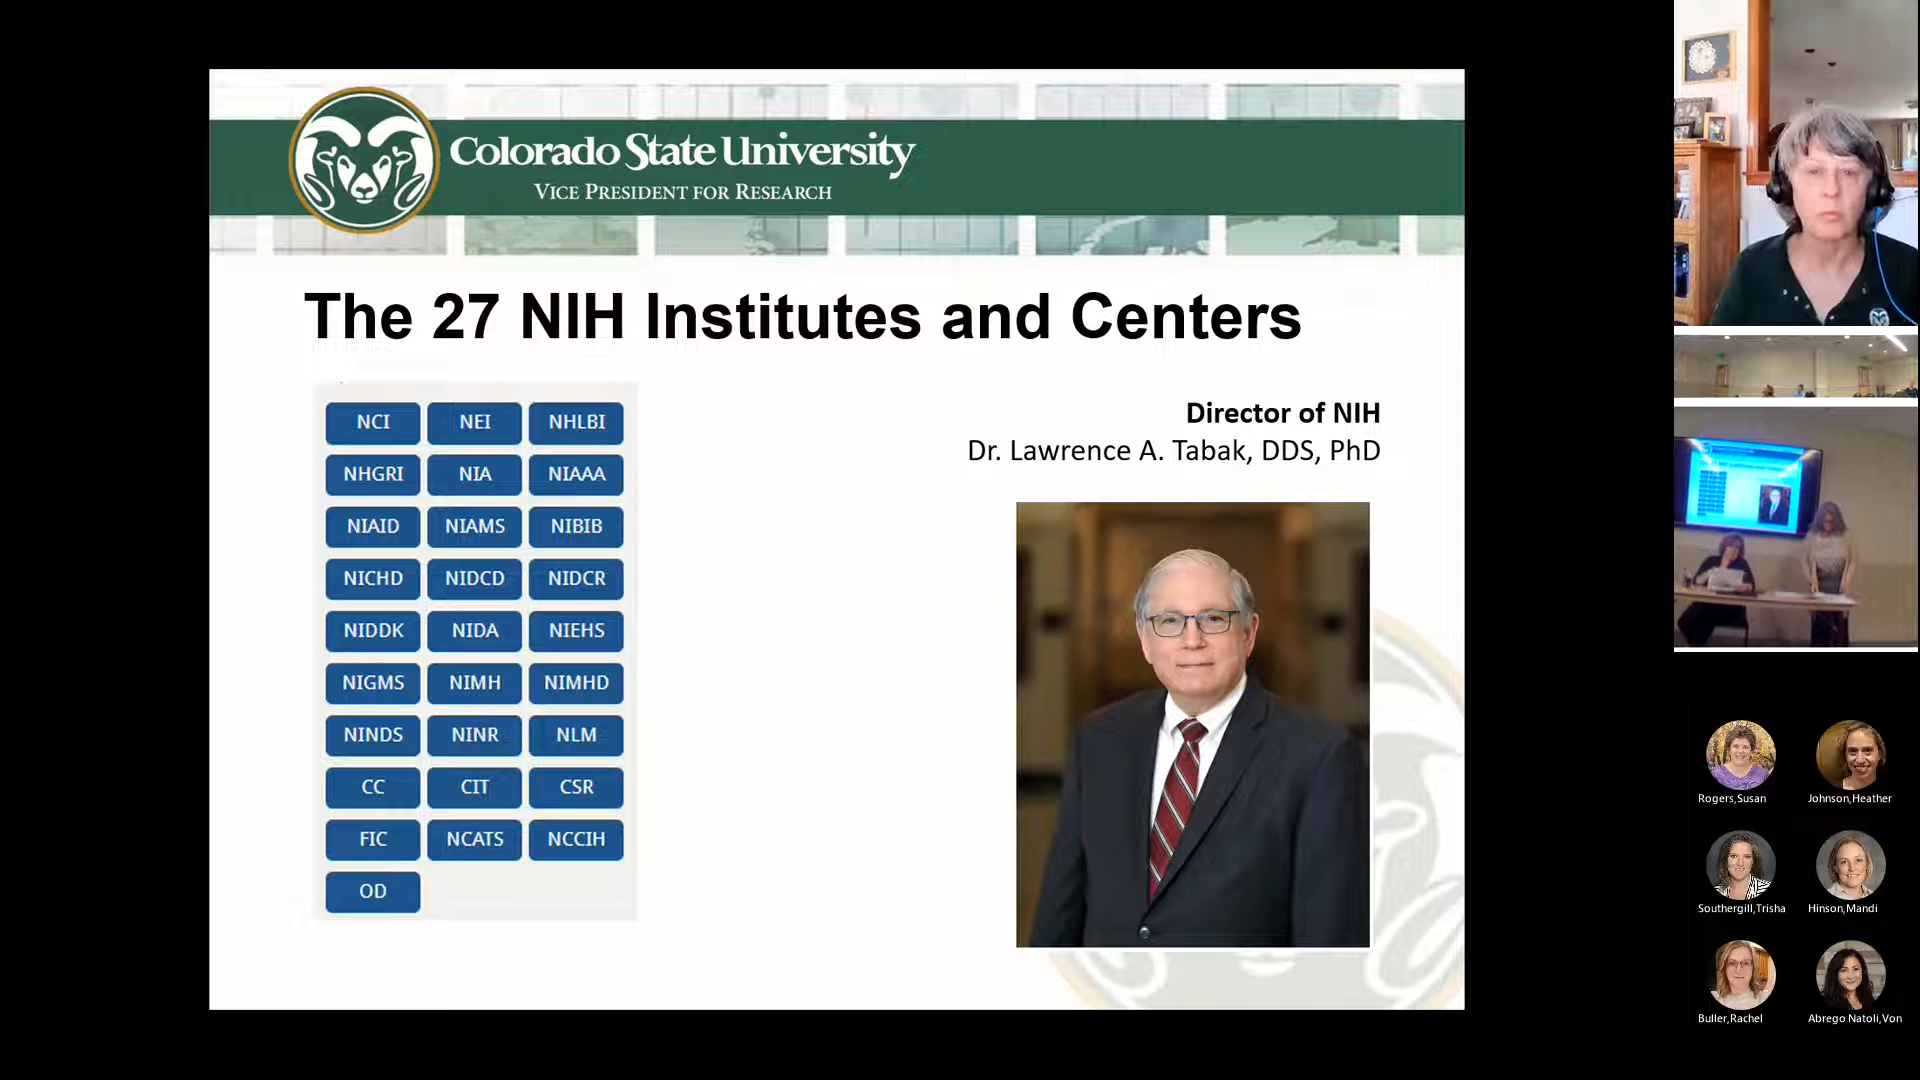 Colorado State University
VICE PRESIDENT FOR RESEARCH
The 27 NIH Institutes and Centers
NCI NEI NHLBI
NHGRI NIA NIAAA
NIAID NIAMS NIBIB
NICHD NIDCD NIDCR
NIDDK NIDA NIEHS
NIGMS NIMH NIMHD
NINDS NINR NLM
CC CIT CSR
FIC NCATS NCCIH
OD
Director of NIH
Dr. Lawrence A. Tabak, DDS, PhD
Rogers,Susan
Johnson,Heather
Southergill,Trisha
Hinson,Mandi
Buller,Rachel
Abrego Natoli,Von